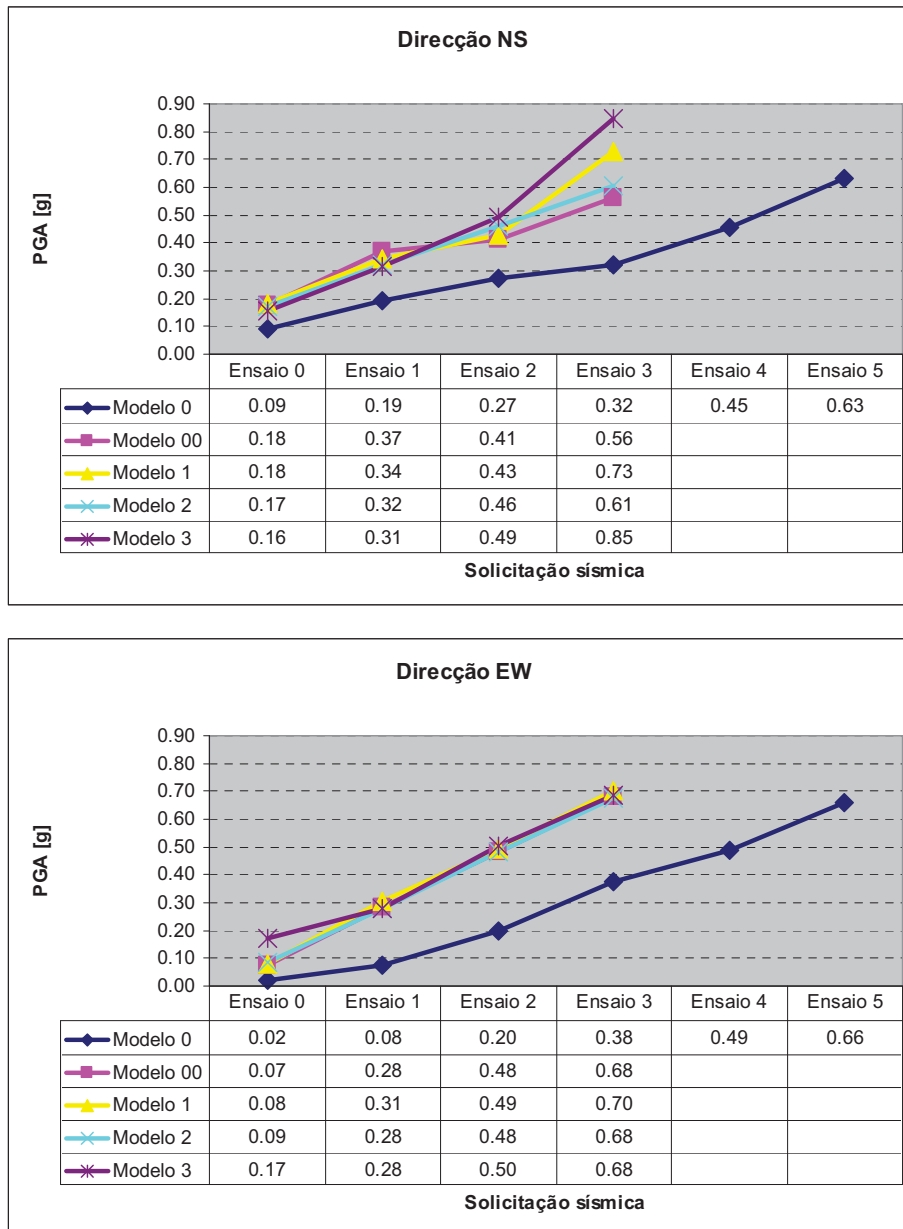 Direcção NS
PGA [g]
0.90
0.80
0.70
0.60
0.50
0.40
0.30
0.20
0.10
0.00
Ensaio 0 Ensaio 1 Ensaio 2 Ensaio 3 Ensaio 4 Ensaio 5
Modelo 0 0.09 0.19 0.27 0.32 0.45 0.63
Modelo 00 0.18 0.37 0.41 0.56
Modelo 1 0.18 0.34 0.43 0.73
Modelo 2 0.17 0.32 0.46 0.61
Modelo 3 0.16 0.31 0.49 0.85
Solicitação sísmica
Direcção EW
PGA [g]
0.90
0.80
0.70
0.60
0.50
0.40
0.30
0.20
0.10
0.00
Ensaio 0 Ensaio 1 Ensaio 2 Ensaio 3 Ensaio 4 Ensaio 5
Modelo 0 0.02 0.08 0.20 0.38 0.49 0.66
Modelo 00 0.07 0.28 0.48 0.68
Modelo 1 0.08 0.31 0.49 0.70
Modelo 2 0.09 0.28 0.48 0.68
Modelo 3 0.17 0.28 0.50 0.68
Solicitação sísmica